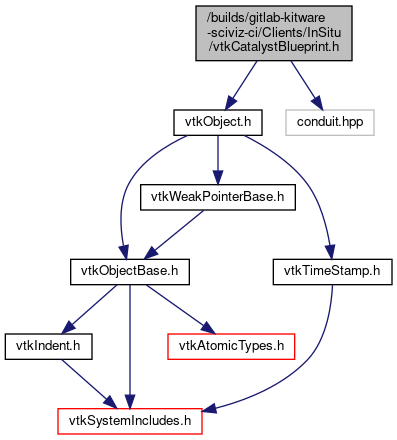 /builds/gitlab-kitware
-sciviz-ci/Clients/InSitu
/vtkCatalystBlueprint.h
vtkObject.h
conduit.hpp
vtkWeakPointerBase.h
vtkObjectBase.h
vtkTimeStamp.h
vtkIndent.h
vtkAtomicTypes.h
vtkSystemIncludes.h